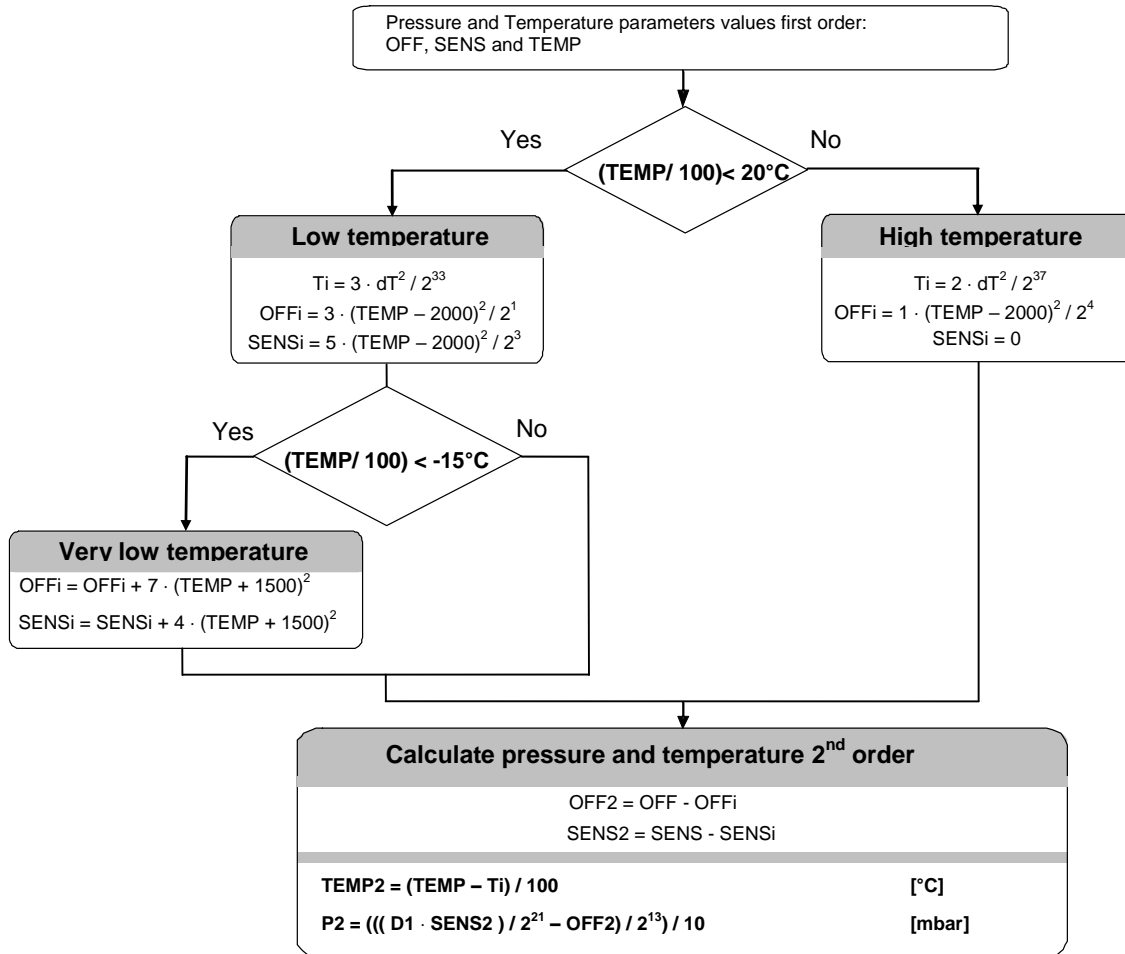 Pressure and Temperature parameters values first order:
OFF, SENS and TEMP
Yes
No
(TEMP/ 100)< 20°C
Low temperature
Ti = 3 · dT² / 2³³
OFFi = 3 · (TEMP – 2000)² / 2¹
SENSi = 5 · (TEMP – 2000)² / 2³
High temperature
Ti = 2 · dT² / 2³⁷
OFFi = 1 · (TEMP – 2000)² / 2⁴
SENSi = 0
Yes
No
(TEMP/ 100) < -15°C
Very low temperature
OFFi = OFFi + 7 · (TEMP + 1500)²
SENSi = SENSi + 4 · (TEMP + 1500)²
Calculate pressure and temperature 2ⁿᵈ order
OFF2 = OFF - OFFi
SENS2 = SENS - SENSi
TEMP2 = (TEMP – Ti) / 100 [°C]
P2 = ((( D1 · SENS2 ) / 2²¹ – OFF2) / 2¹³) / 10 [mbar]